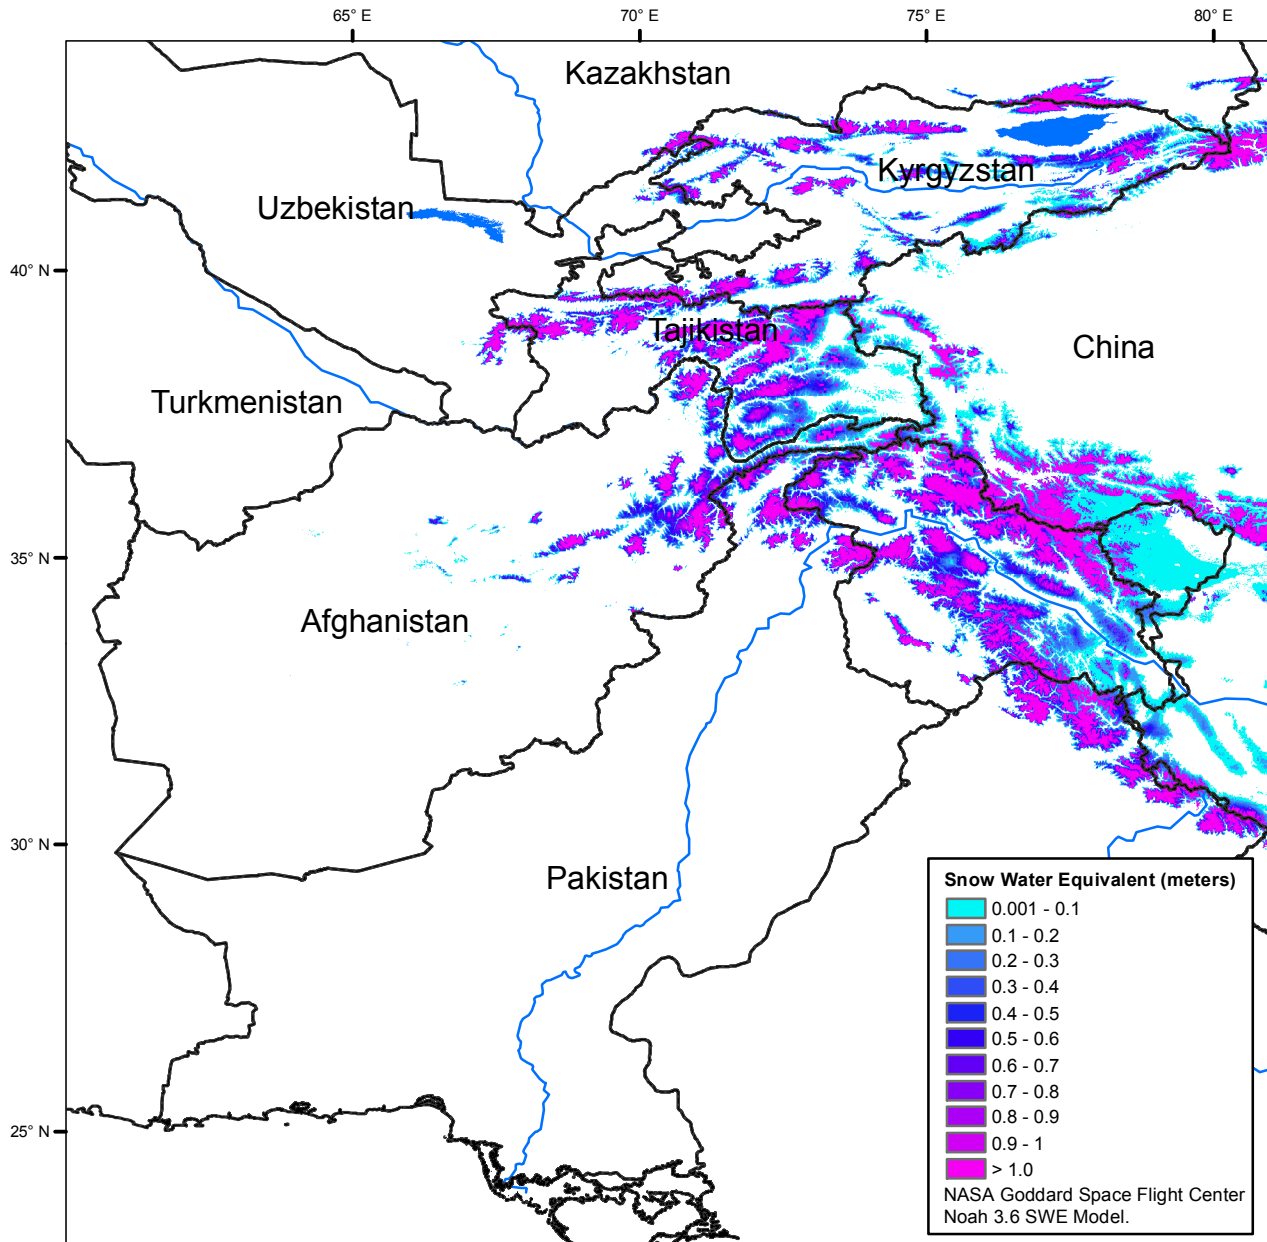 65° E
70° E
75° E
80° E
Kazakhstan
Kyrgyzstan
Uzbekistan
40° N
Tajikistan
China
Turkmenistan
35° N
Afghanistan
30° N
Pakistan
25° N
Snow Water Equivalent (meters)
0.001 - 0.1
0.1 - 0.2
0.2 - 0.3
0.3 - 0.4
0.4 - 0.5
0.5 - 0.6
0.6 - 0.7
0.7 - 0.8
0.8 - 0.9
0.9 - 1
> 1.0
NASA Goddard Space Flight Center
Noah 3.6 SWE Model.